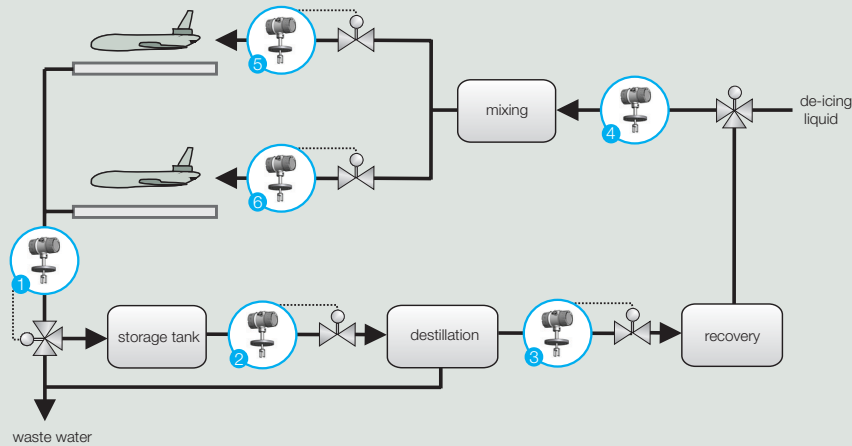 5
mixing
4
de-icing
liquid
6
1
storage tank
2
destillation
3
recovery
waste water